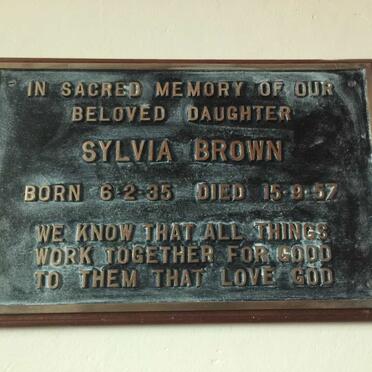 IN SACRED MEMORY OF OUR
BELOVED DAUGHTER
SYLVIA BROWN
BORN 6-2-35 DIED 15-9-57
WE KNOW THAT ALL THINGS
WORK TOGETHER FOR GOOD
TO THEM THAT LOVE GOD